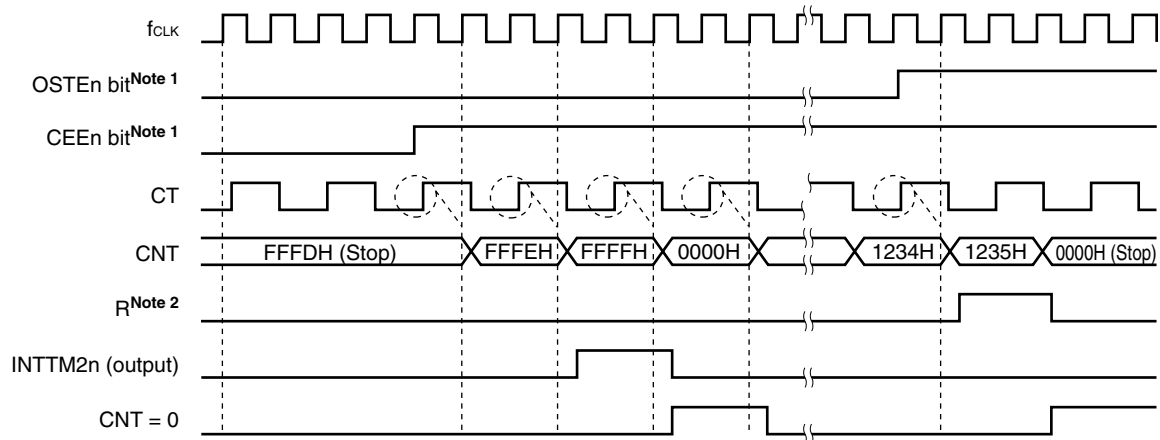 fCLK
OSTEn bitNote 1
CEEn bitNote 1
CT
CNT FFFDH (Stop) FFFEH FFFFH 0000H 1234H 1235H 0000H (Stop)
RNote 2
INTTM2n (output)
CNT = 0